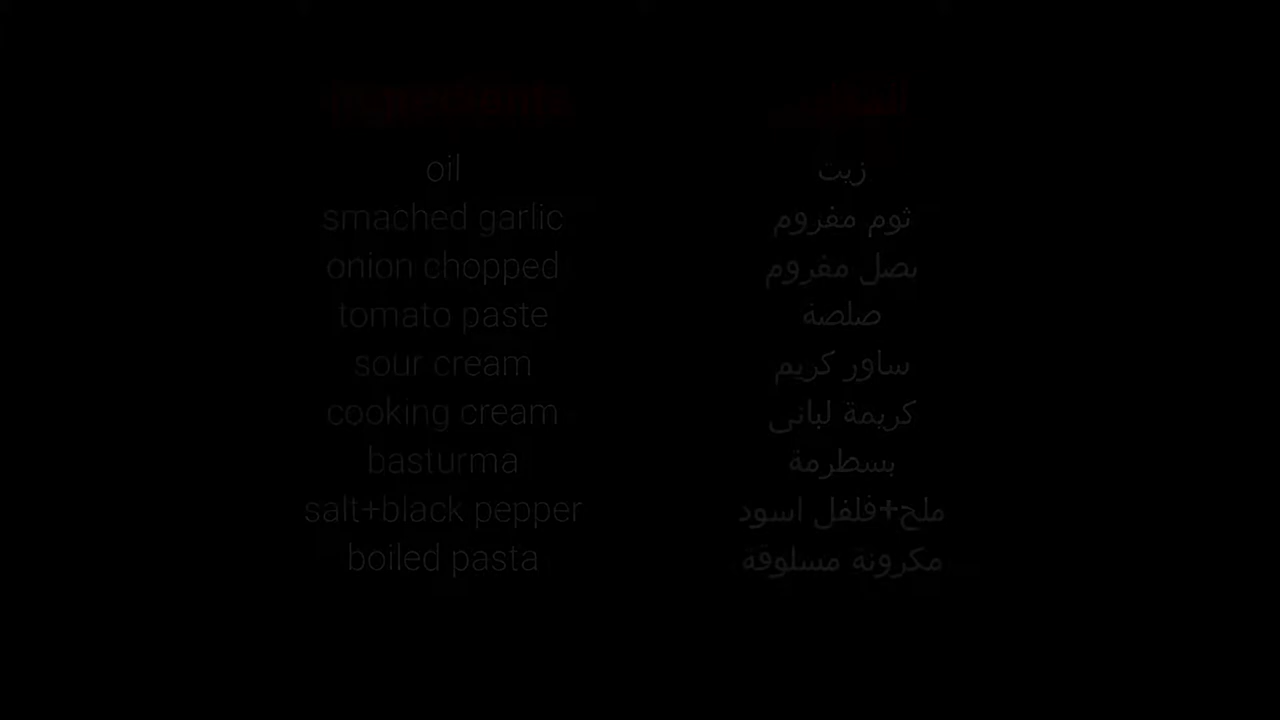 Ingredients
oil
smached garlic
onion chopped
tomato paste
sour cream
cooking cream
basturma
salt+black pepper
boiled pasta
زيت
ثوم مفروم
بصل مفروم
صلصة
ساور كريم
كريمة لبانى
بسطرمة
ملح+فلفل اسود
مكرونة مسلوقة